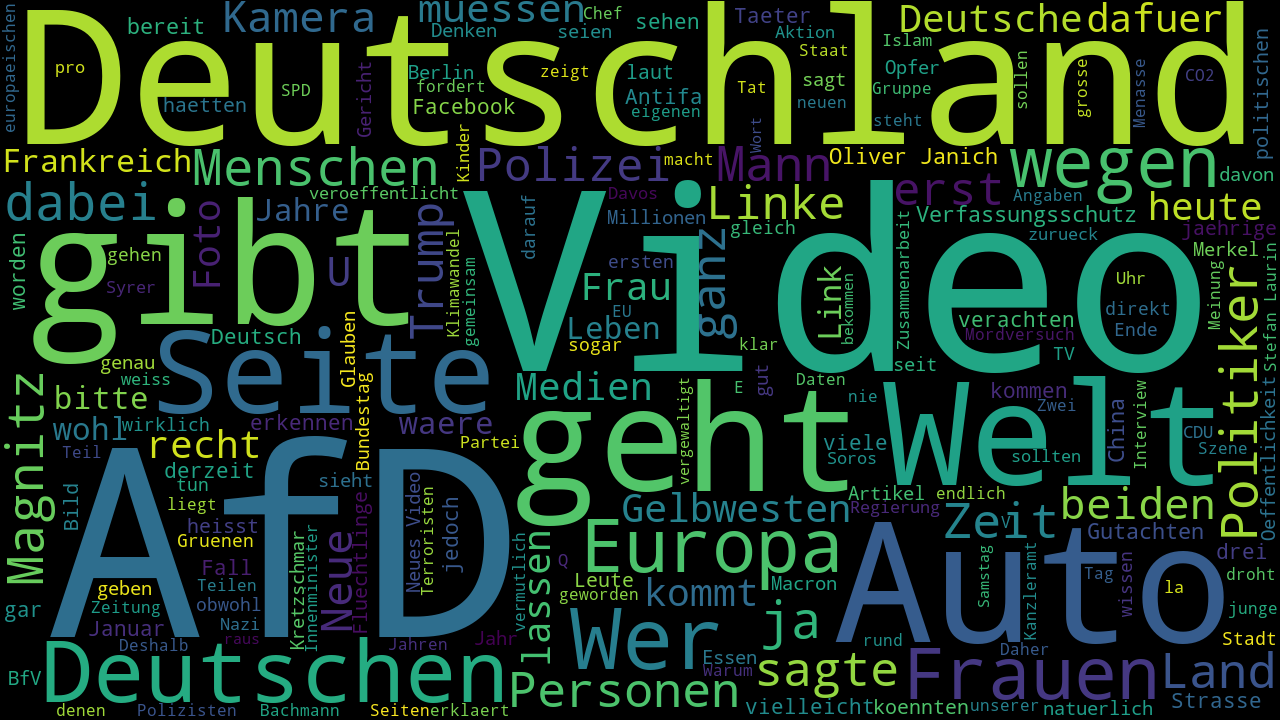 Deutschland
Video
AfD
gibt
geht
Welt
Auto
Seite
Deutschen
Europa
Wer
europaeischen
pro
bereit
Kamera
haetten
SPD
muessen
Denken
Chef
seien
sehen
Taeter
Aktion
Staat
Deutsche
dafuer
Islam
Opfer
Gruppe
Gericht
Berlin
fordert
Facebook
zeigt
laut
Antifa
eigenen
Tat
sagt
neuen
sollen
steht
grosse
Menasse
CO2
politischen
Frankreich
Menschen
Kinder
Polizei
Wort
macht
Mann
Oliver Janich
wegen
davon
dabei
veroeffentlicht
Davos
erst
Angaben
heute
Foto
Jahre
darauf
Millionen
Linke
gleich
Verfassungsschutz
zurueck
jaehrige
worden
gehen
Syrer
U
Trump
Klimawandel
gemeinsam
ersten
Frau
EU
Leben
ganz
Link
bekommen
Zusammenarbeit
Merkel
Uhr
direkt
Ende
Meinung
Stefan Laurin
verachten
Mordversuch
TV
Deutsch
genau
weiss
Glauben
sogar
klar
seit
Politiker
Magnitz
bitte
wohl
wirklich
erkennen
Bundestag
waere
Medien
E
gut
Daten
nie
kommen
Zwei
China
Interview
CDU
Szene
Oeffentlichkeit
Teil
recht
Partei
vergewaltigt
viele
Soros
sollten
Bild
derzeit
tun
liegt
sieht
Artikel
endlich
Regierung
Zeit
V
beiden
heisst
Gruenen
Kretzschmar
Innenminister
Neue
Fluechtlinge
Neues Video
Terroristen
jedoch
vermutlich
lassen
Q
Gelbwesten
Gutachten
drei
gar
geben
Zeitung
Fall
Teilen
obwohl
Leute
geworden
kommt
Macron
Samstag
Kanzleramt
Tag
wissen
la
droht
junge
Januar
Deshalb
Nazi
raus
Jahren
Jahr
ja
rund
Daher
Stadt
BfV
Essen
Warum
sagte
Frauen
Land
denen
Polizisten
Bachmann
Seiten
erklaert
Personen
vielleicht
koennten
unserer
natuerlich
Strasse